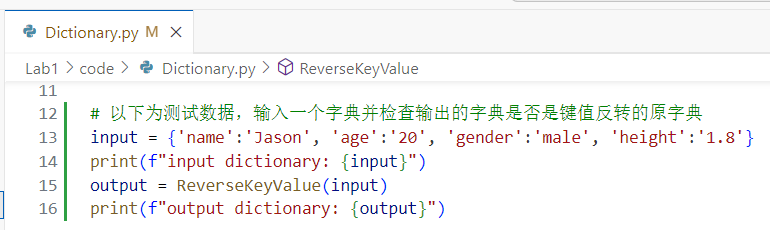 Dictionary.py M ×
Lab1 > code > Dictionary.py > ReverseKeyValue
11
12 # 以下为测试数据，输入一个字典并检查输出的字典是否是键值反转的原字典
13 input = {'name':'Jason', 'age':'20', 'gender':'male', 'height':'1.8'}
14 print(f"input dictionary: {input}")
15 output = ReverseKeyValue(input)
16 print(f"output dictionary: {output}")